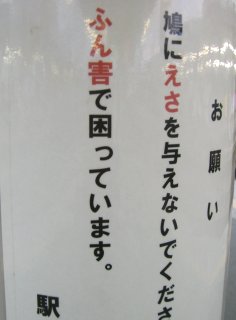 お願い
鳩にえさを与えないでくださ
ふん害で困っています。
駅